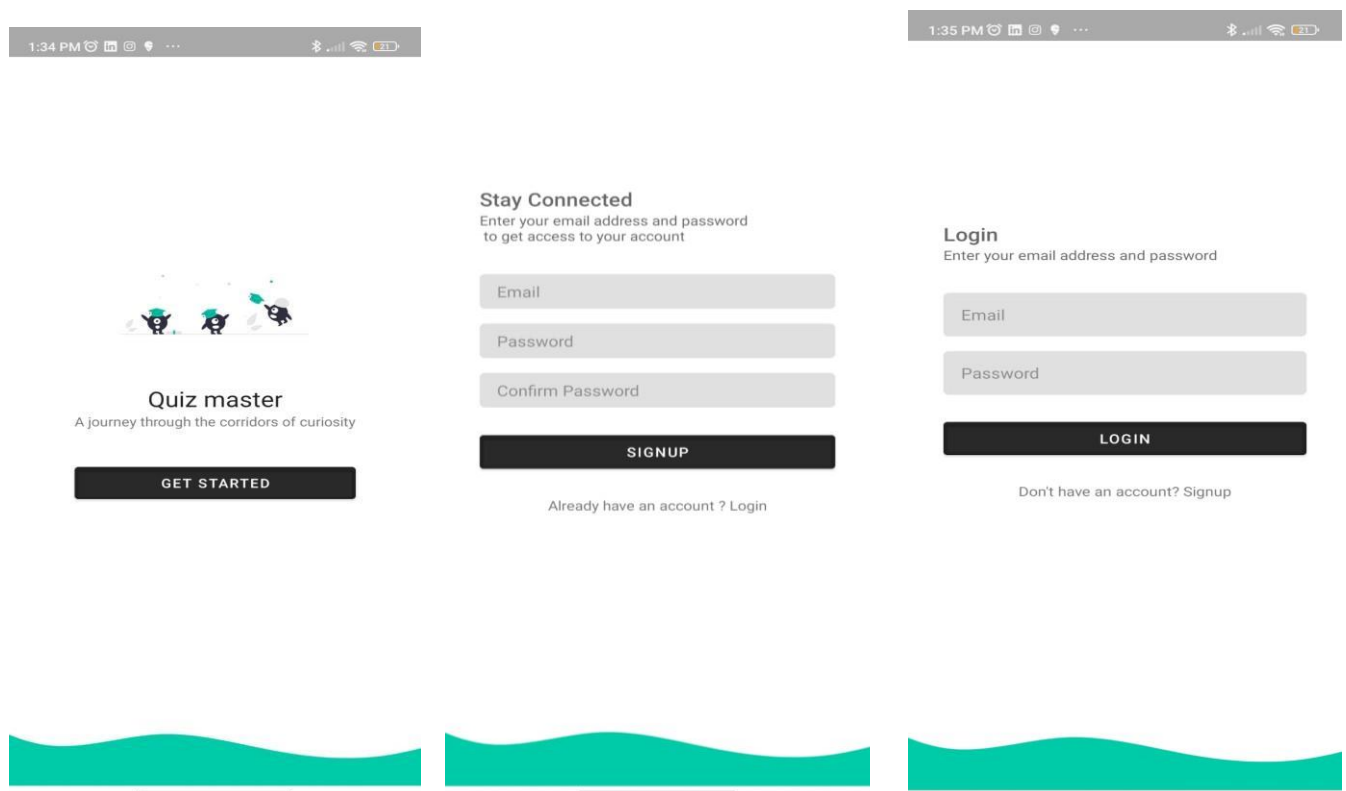 1:34 PM
21
Quiz master
A journey through the corridors of curiosity
GET STARTED
Stay Connected
Enter your email address and password
to get access to your account
Email
Password
Confirm Password
SIGNUP
Already have an account ? Login
1:35 PM
21
Login
Enter your email address and password
Email
Password
LOGIN
Don't have an account? Signup